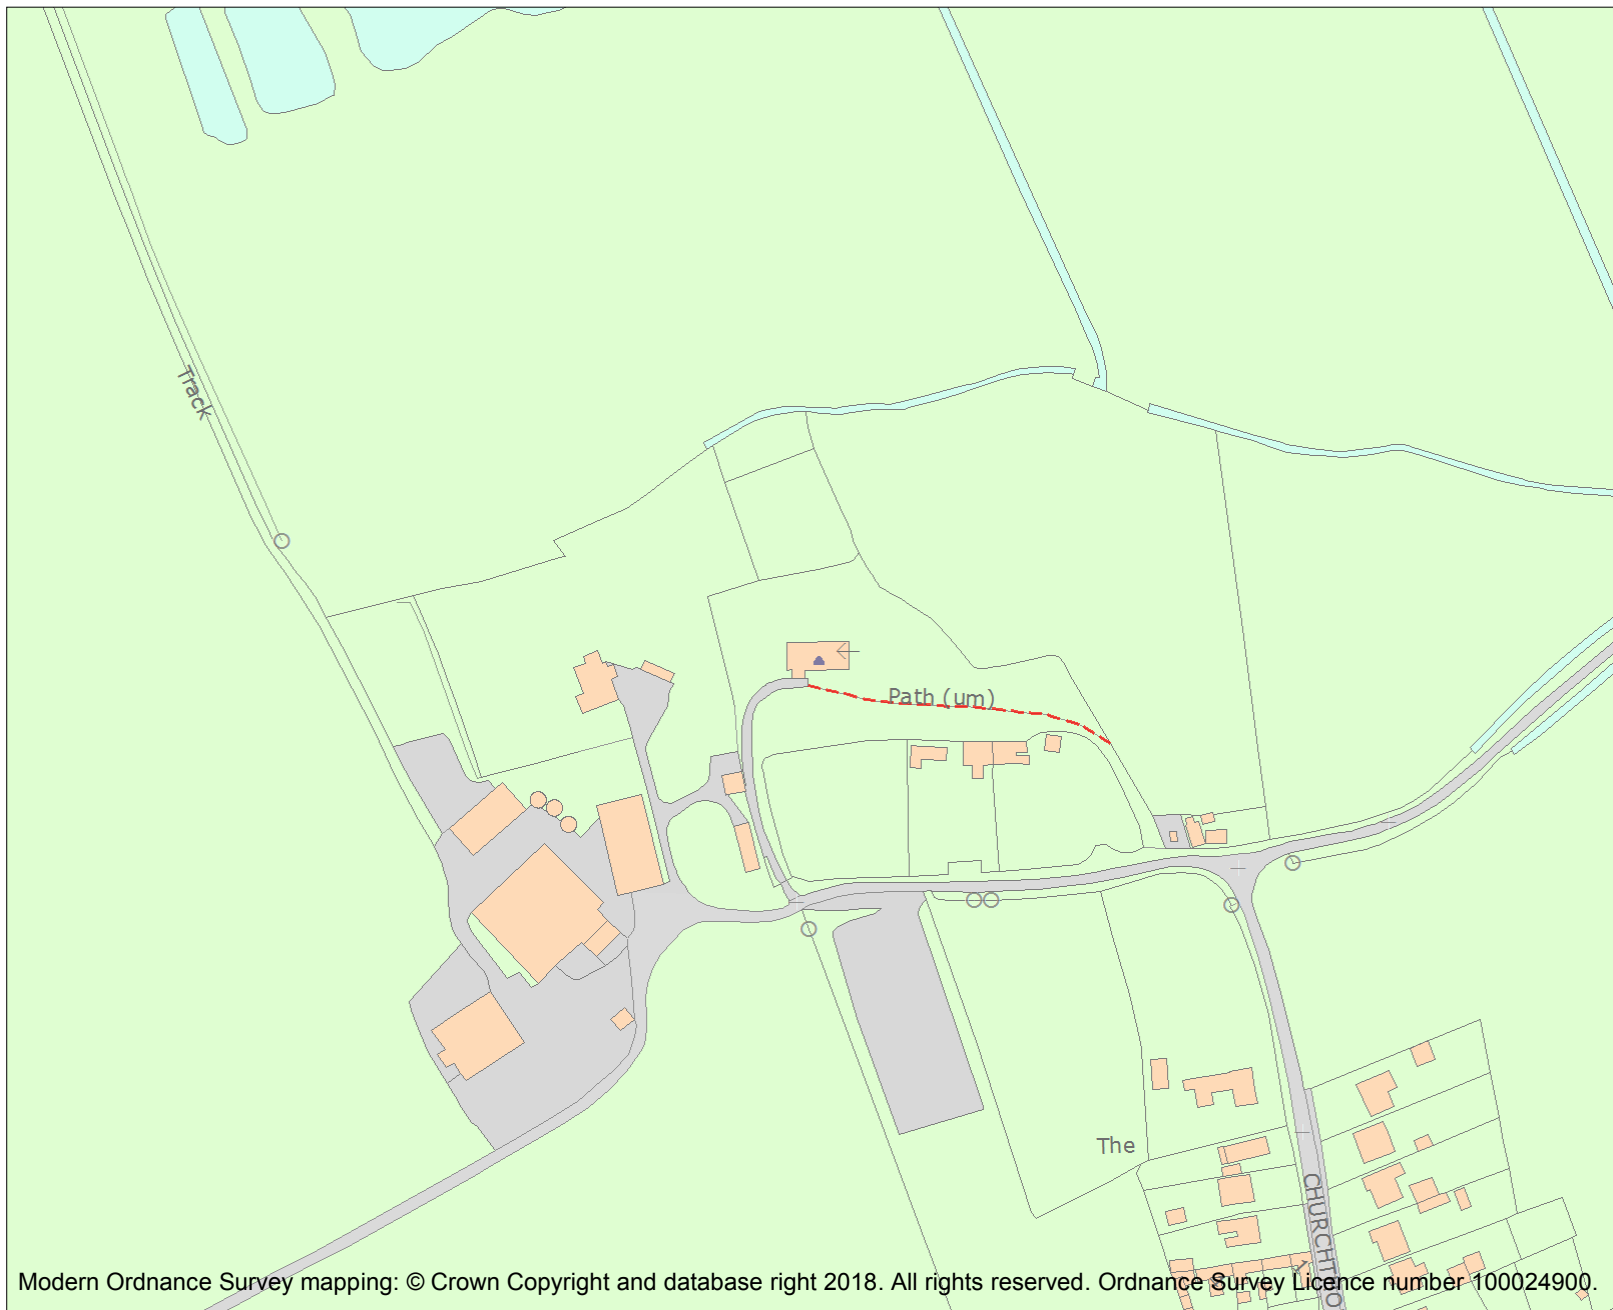 Track
Path (um)
The
CHURCHTO
Modern Ordnance Survey mapping: © Crown Copyright and database right 2018. All rights reserved. Ordnance Survey Licence number 100024900.